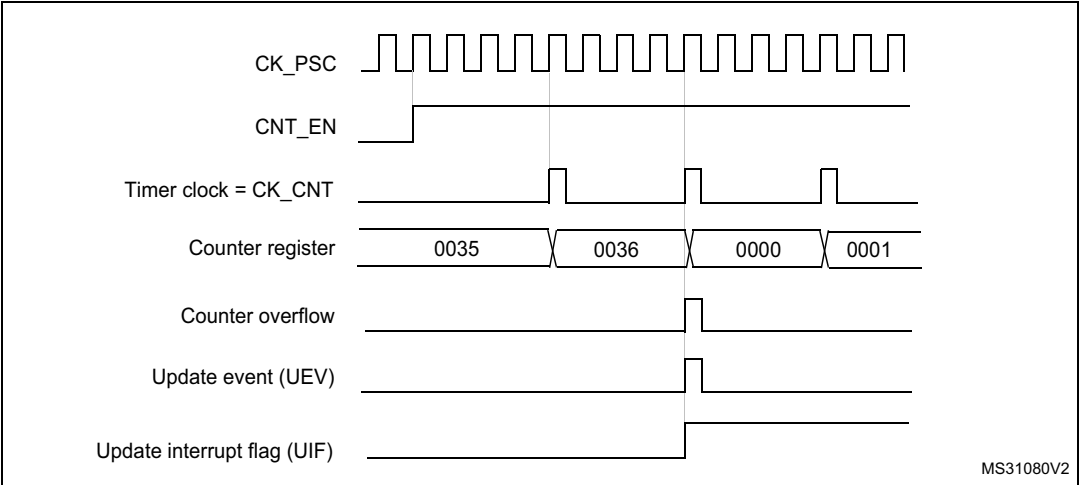 CK_PSC
CNT_EN
Timer clock = CK_CNT
Counter register 0035 0036 0000 0001
Counter overflow
Update event (UEV)
Update interrupt flag (UIF)
MS31080V2